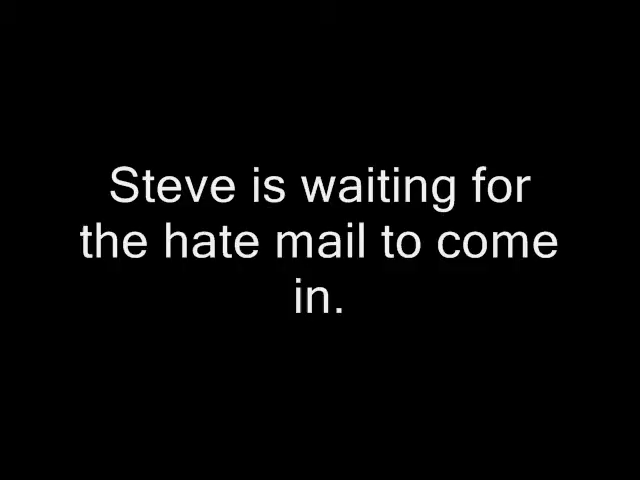 Steve is waiting for
the hate mail to come
in.